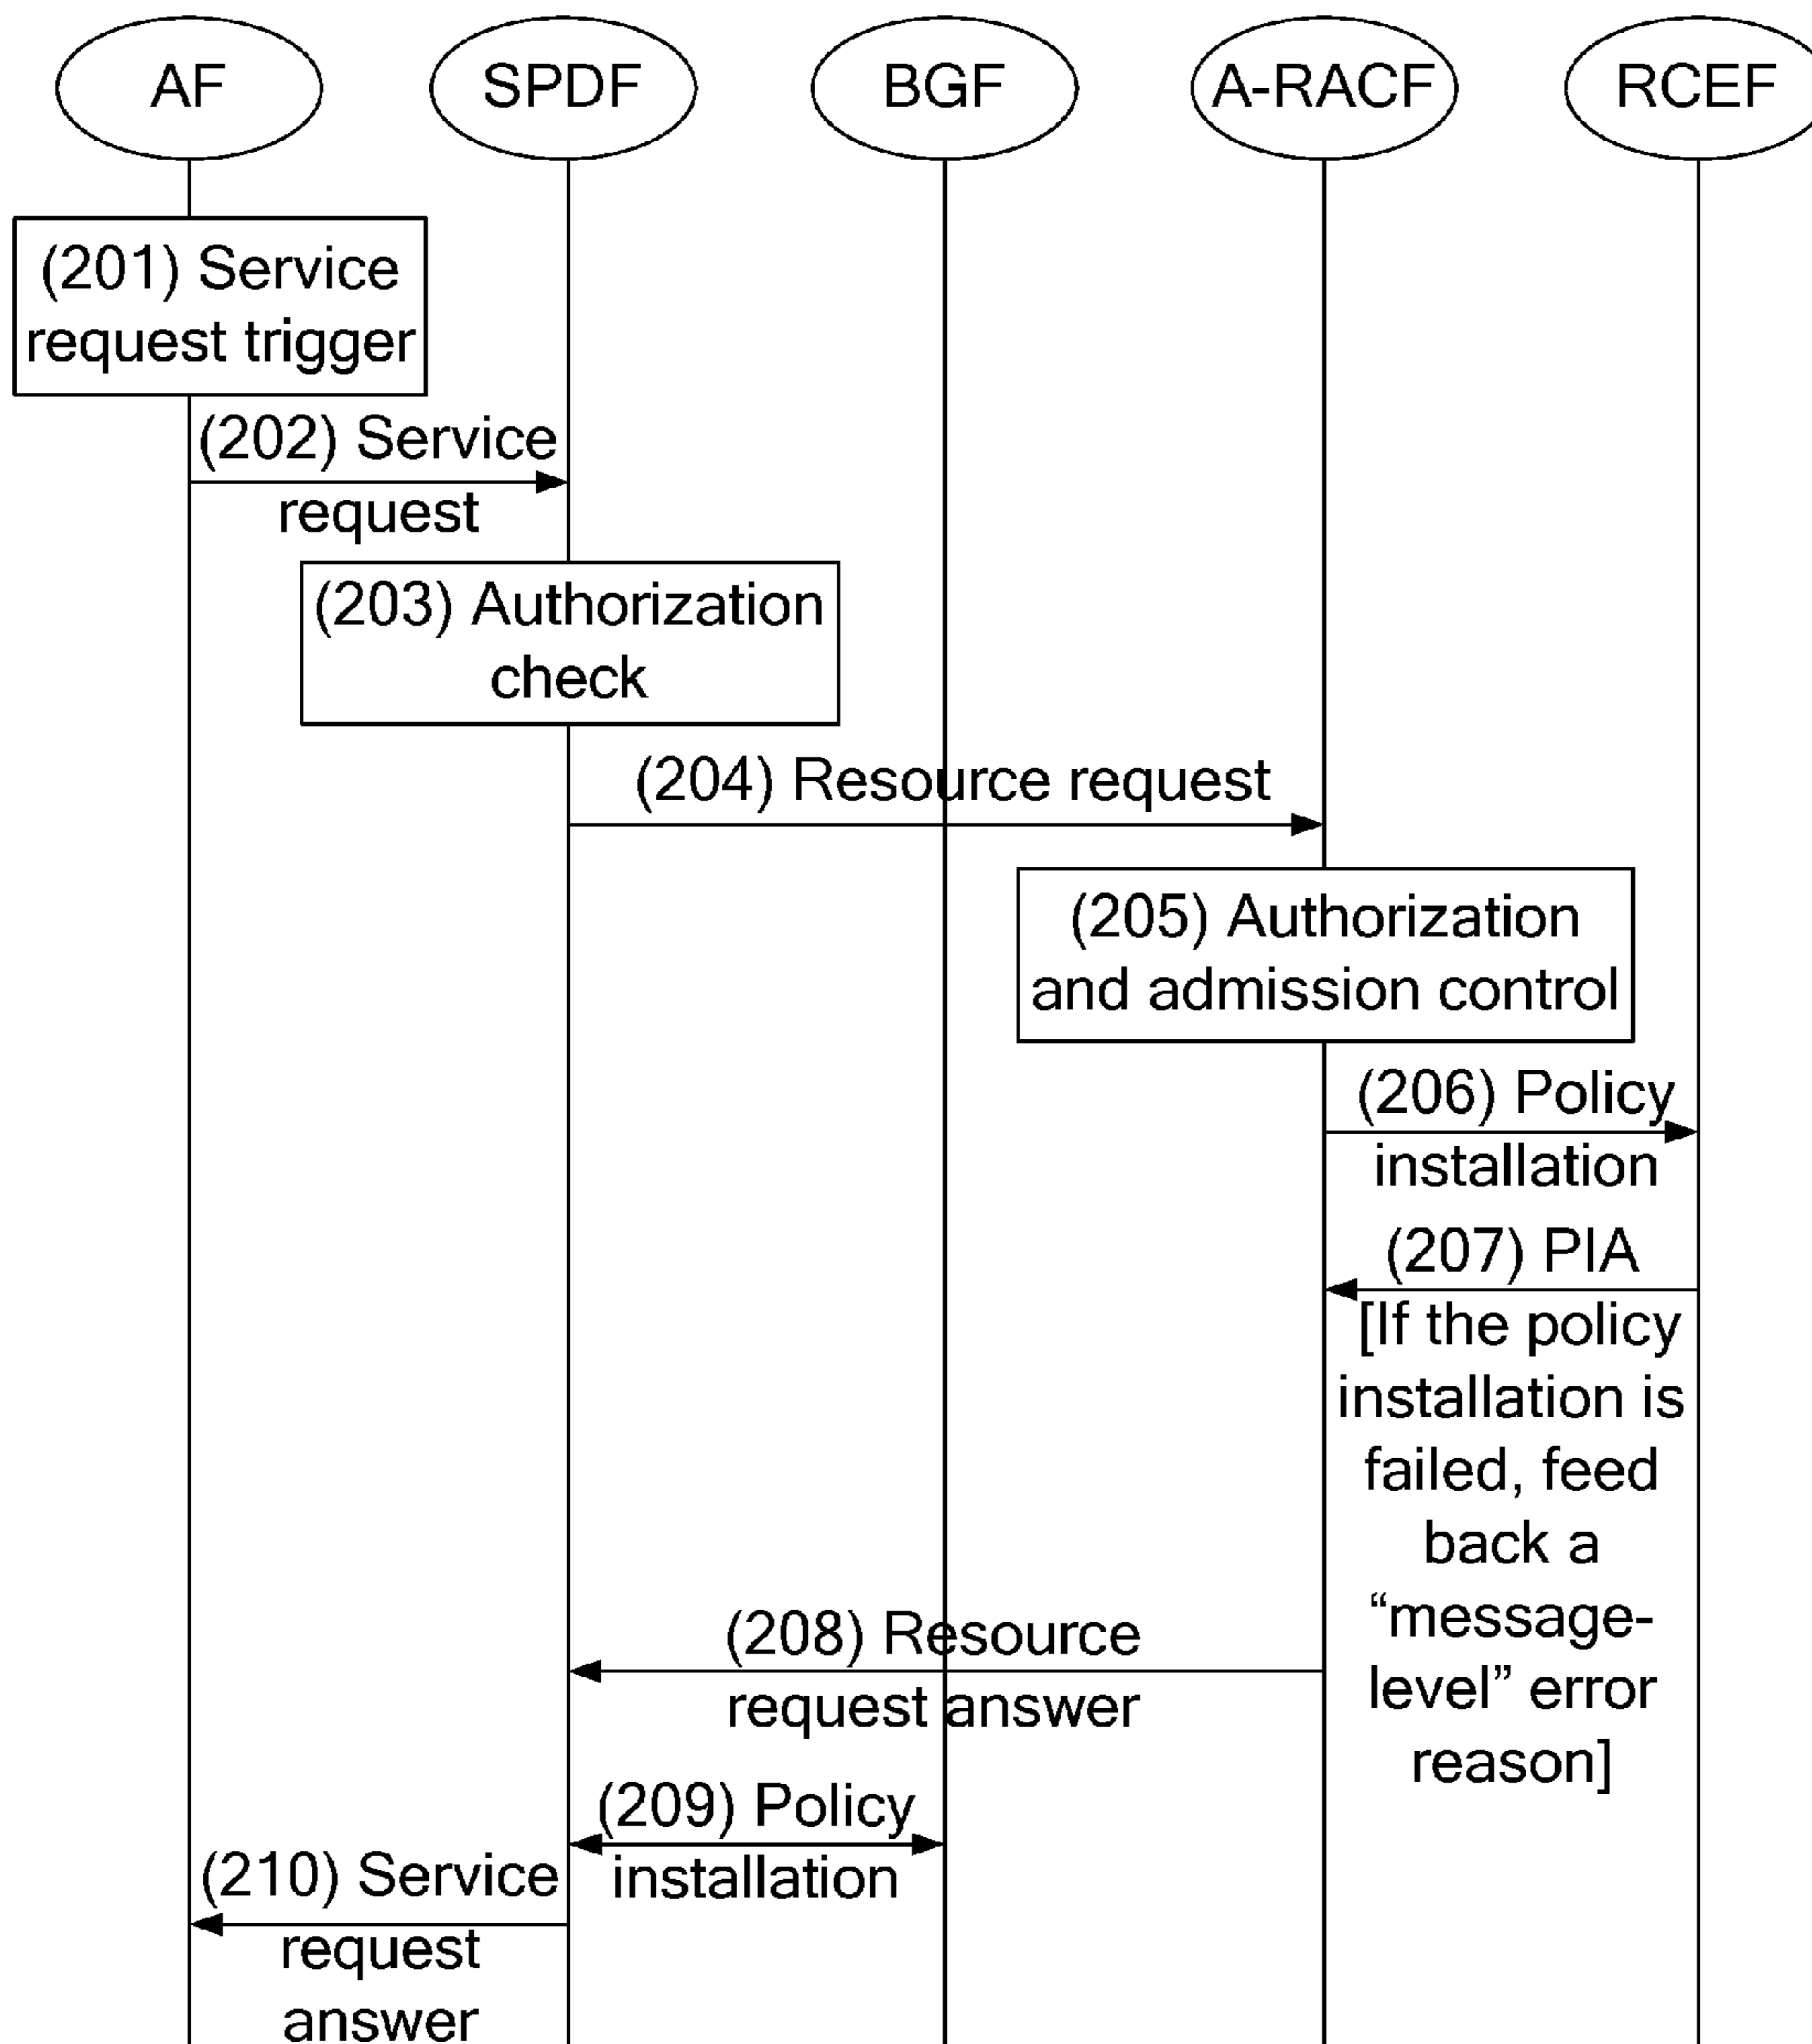 AF
SPDF
BGF
A-RACF
RCEF
(201) Service
request trigger
(202) Service
request
(203) Authorization
check
(204) Resource request
(205) Authorization
and admission control
(206) Policy
installation
(207) PIA
[If the policy
installation is
failed, feed
back a
“message-
level” error
reason]
(208) Resource
request answer
(209) Policy
installation
(210) Service
request
answer